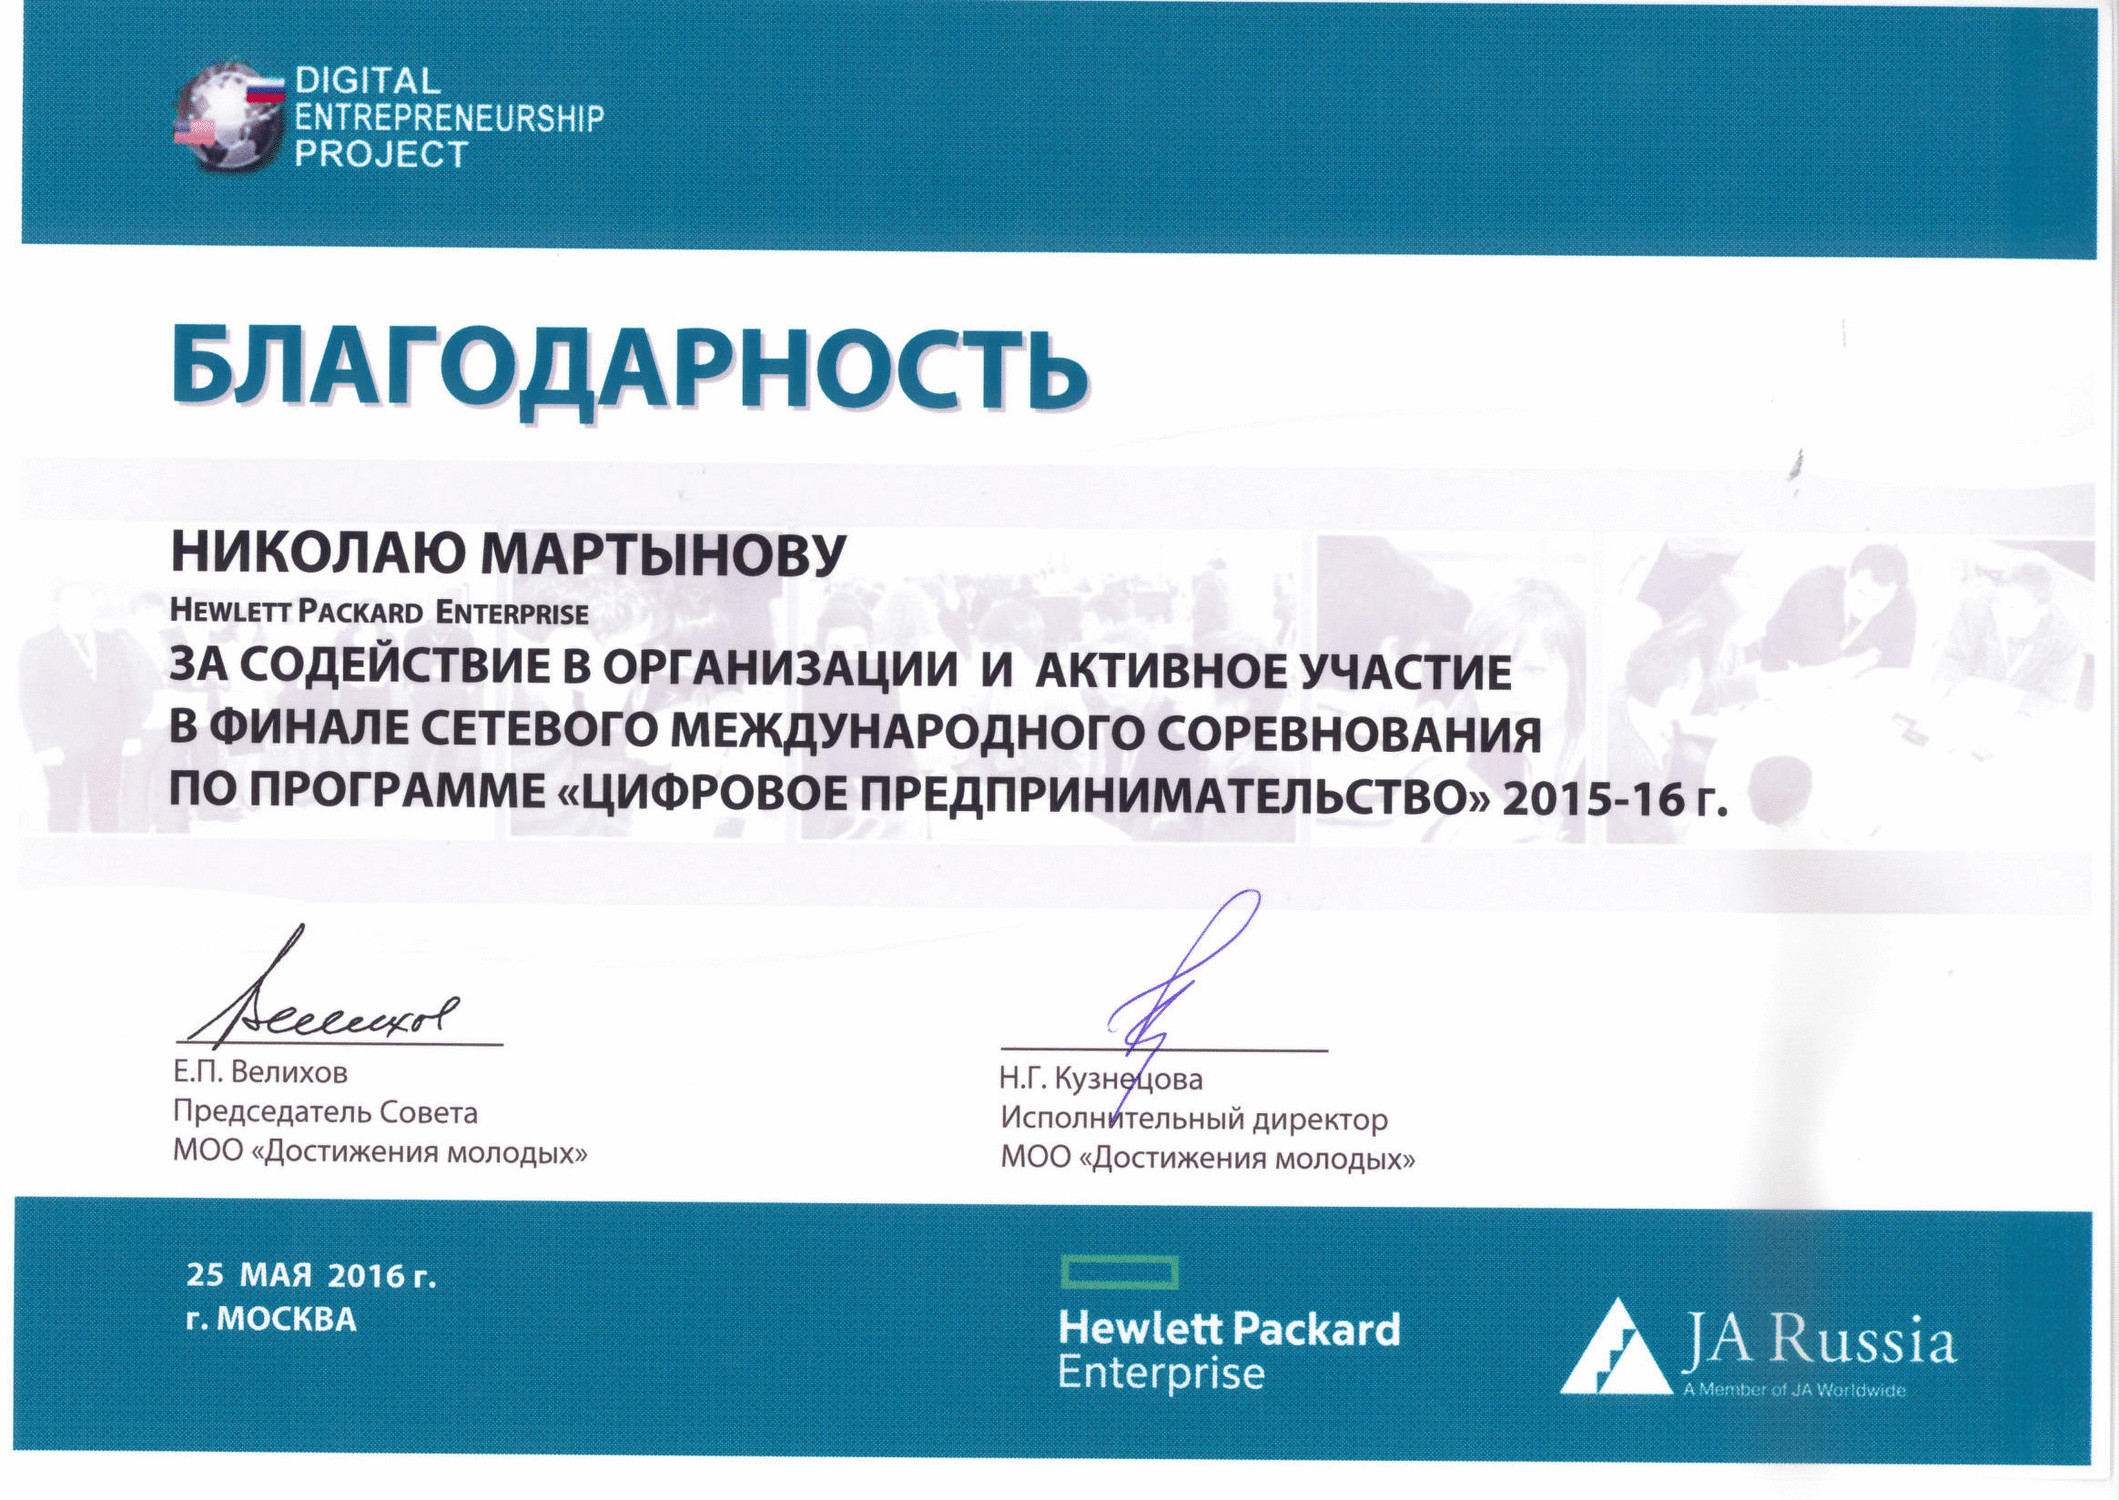 DIGITAL
ENTREPRENEURSHIP
PROJECT
БЛАГОДАРНОСТЬ
НИКОЛАЮ МАРТЫНОВУ
HEWLETT PACKARD ENTERPRISE
ЗА СОДЕЙСТВИЕ В ОРГАНИЗАЦИИ И АКТИВНОЕ УЧАСТИЕ
В ФИНАЛЕ СЕТЕВОГО МЕЖДУНАРОДНОГО СОРЕВНОВАНИЯ
ПО ПРОГРАММЕ «ЦИФРОВОЕ ПРЕДПРИНИМАТЕЛЬСТВО» 2015-16 г.
Велихов
Е.П. Велихов
Председатель Совета
МОО «Достижения молодых»
Н.Г. Кузнецова
Исполнительный директор
МОО «Достижения молодых»
25 МАЯ 2016 г.
г. МОСКВА
Hewlett Packard
Enterprise
JA Russia
A Member of JA Worldwide